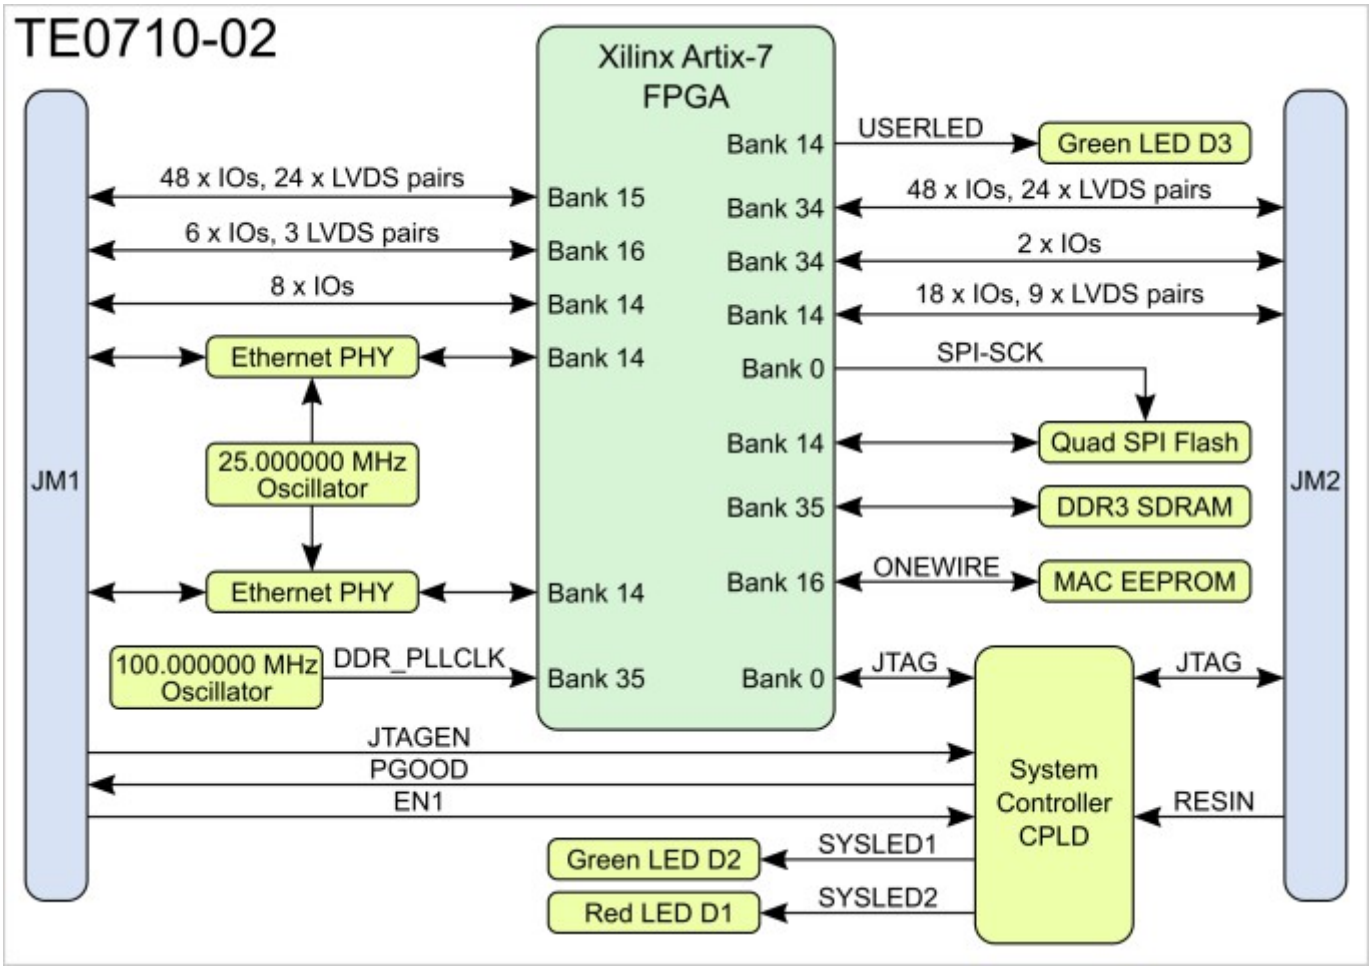 TE0710-02
Xilinx Artix-7
FPGA
Bank 14
USERLED
Green LED D3
48 x IOs, 24 x LVDS pairs
Bank 15
Bank 34
48 x IOs, 24 x LVDS pairs
6 x IOs, 3 LVDS pairs
Bank 16
Bank 34
2 x IOs
8 x IOs
Bank 14
Bank 14
18 x IOs, 9 x LVDS pairs
Ethernet PHY
Bank 14
Bank 0
SPI-SCK
25.000000 MHz
Oscillator
Bank 14
Quad SPI Flash
JM1
JM2
Bank 35
DDR3 SDRAM
Ethernet PHY
Bank 14
Bank 16
ONEWIRE
MAC EEPROM
100.000000 MHz
Oscillator
DDR_PLLCLK
Bank 35
Bank 0
JTAG
JTAG
JTAGEN
PGOOD
EN1
System
Controller
CPLD
RESIN
Green LED D2
SYSLED1
Red LED D1
SYSLED2